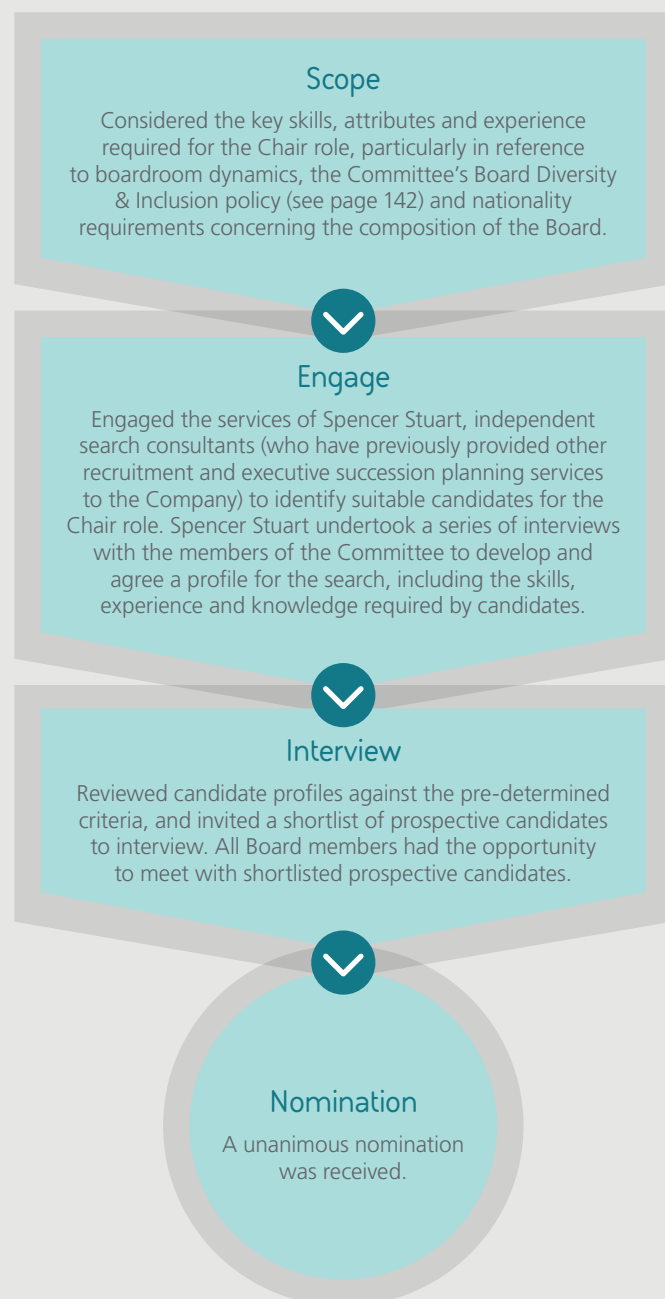 Scope
Considered the key skills, attributes and experience
required for the Chair role, particularly in reference
to boardroom dynamics, the Committee’s Board Diversity
& Inclusion policy (see page 142) and nationality
requirements concerning the composition of the Board.
Engage
Engaged the services of Spencer Stuart, independent
search consultants (who have previously provided other
recruitment and executive succession planning services
to the Company) to identify suitable candidates for the
Chair role. Spencer Stuart undertook a series of interviews
with the members of the Committee to develop and
agree a profile for the search, including the skills,
experience and knowledge required by candidates.
Interview
Reviewed candidate profiles against the pre-determined
criteria, and invited a shortlist of prospective candidates
to interview. All Board members had the opportunity
to meet with shortlisted prospective candidates.
Nomination
A unanimous nomination
was received.